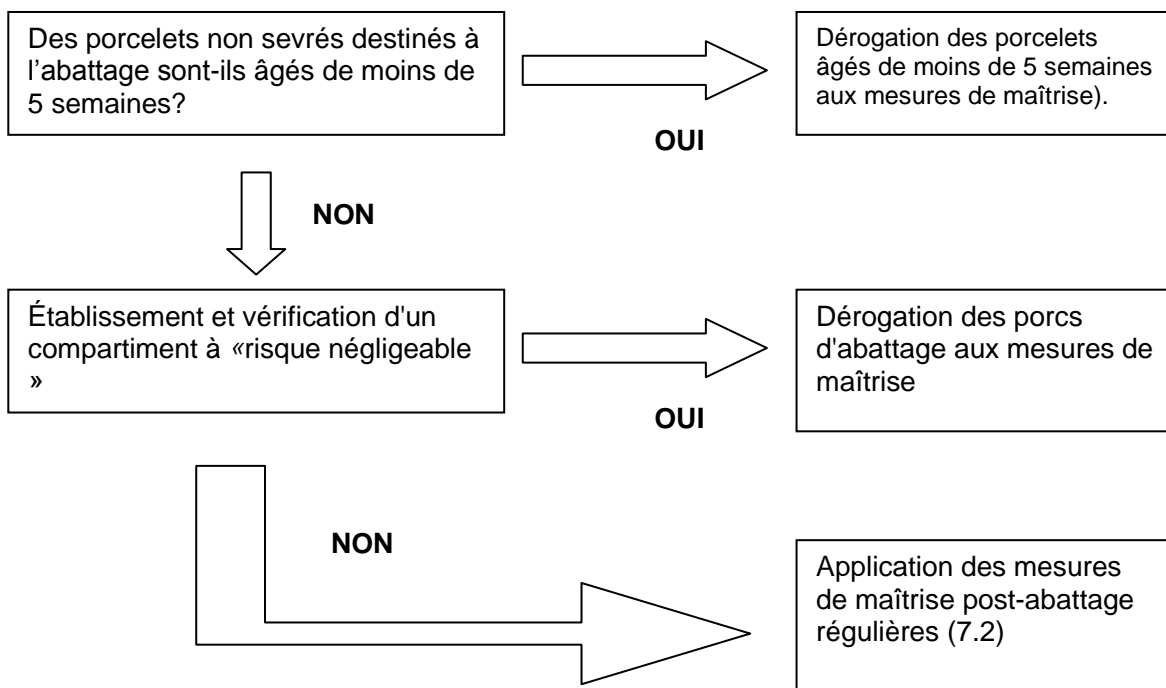 Des porcelets non sevrés destinés à
l'abattage sont-ils âgés de moins de
5 semaines?
OUI
Dérogation des porcelets
âgés de moins de 5 semaines
aux mesures de maîtrise).
NON
Établissement et vérification d'un
compartiment à «risque négligeable
»
OUI
Dérogation des porcs
d'abattage aux mesures de
maîtrise
NON
Application des mesures
de maîtrise post-abattage
régulières (7.2)